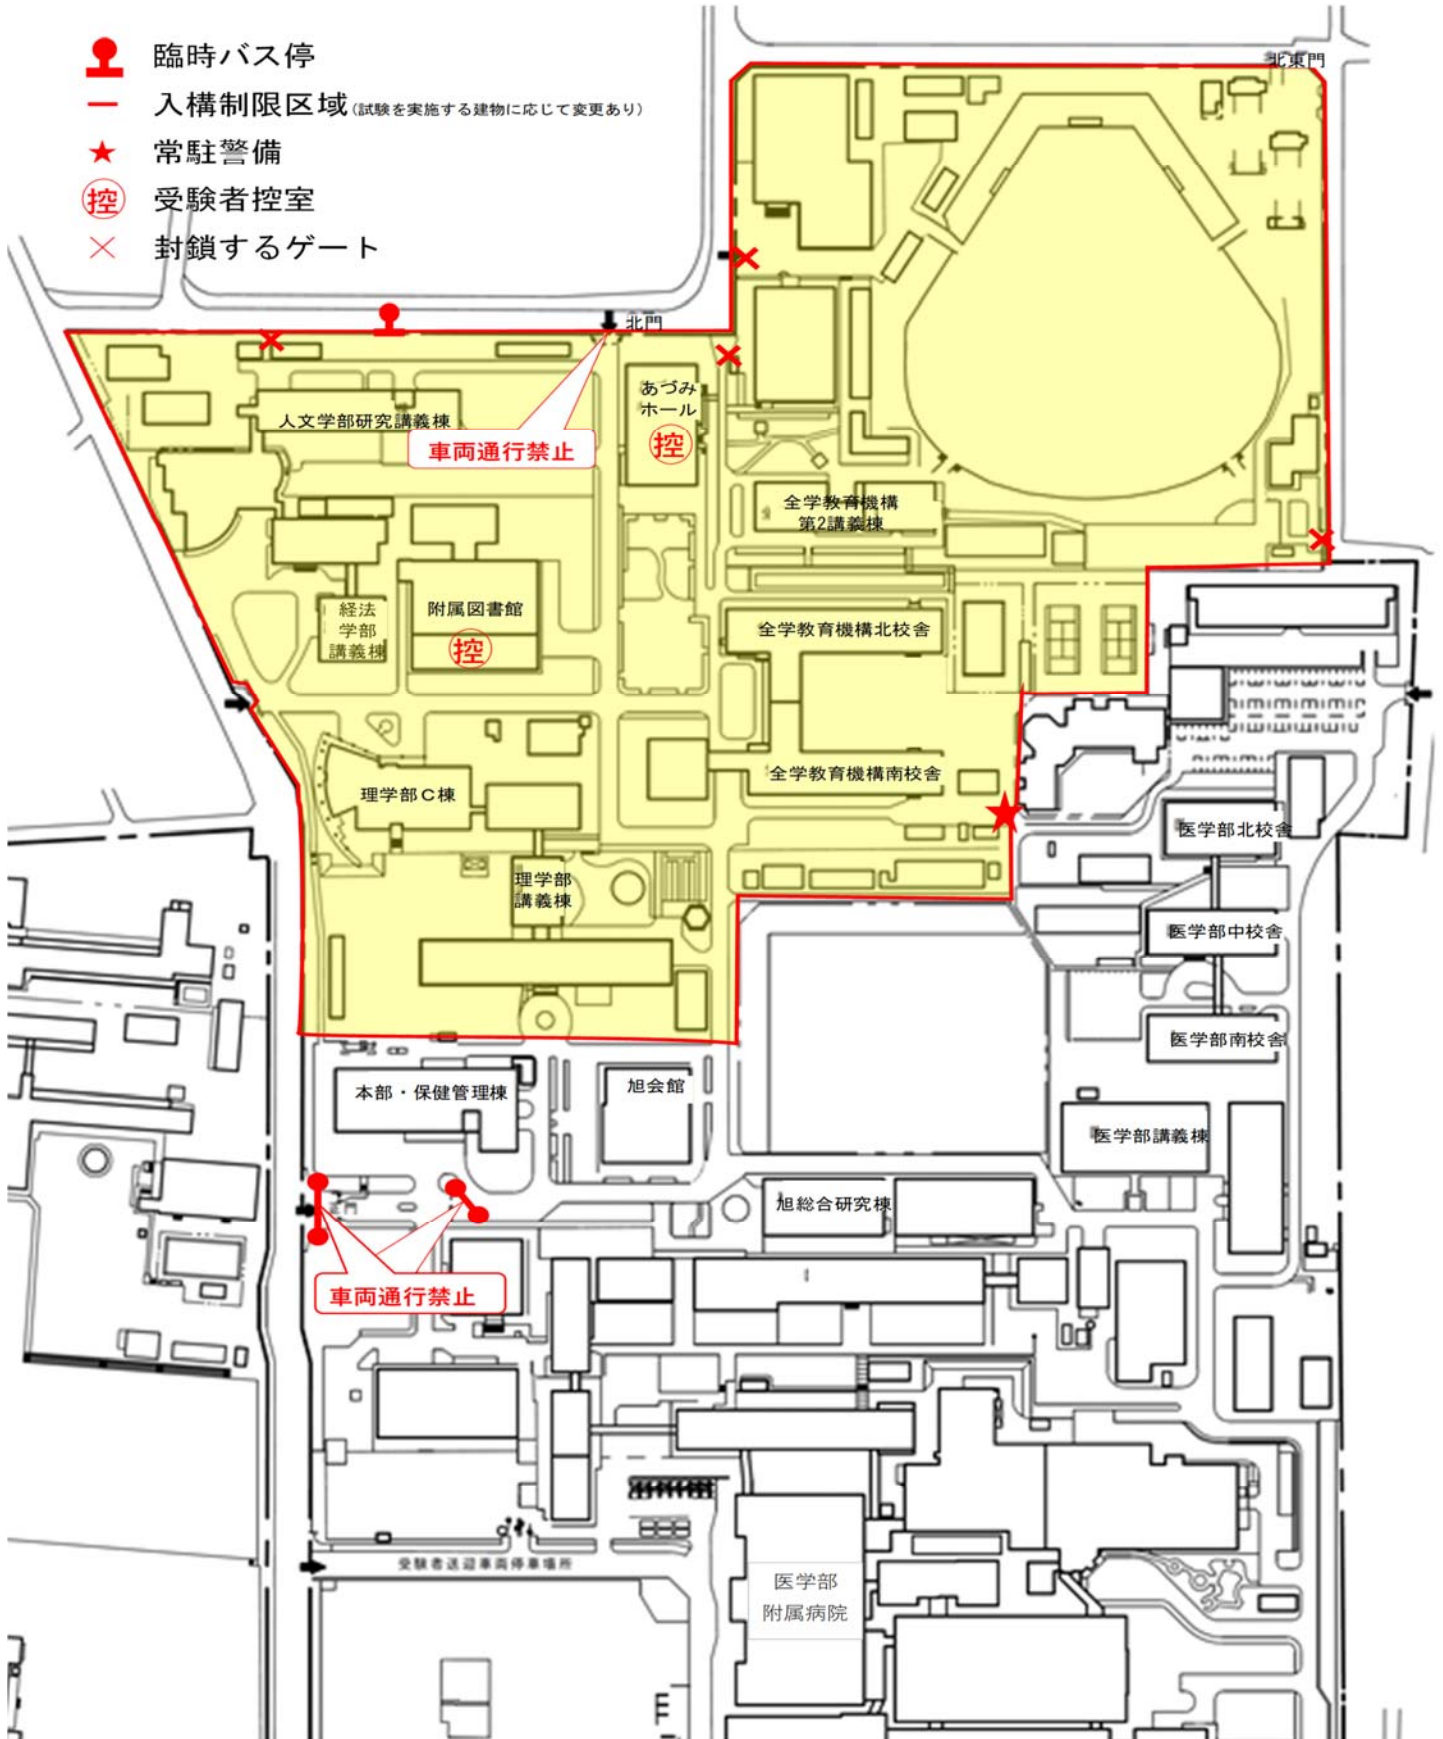 臨時バス停
入構制限区域(試験を実施する建物に応じて変更あり)
常駐警備
控 受験者控室
封鎖するゲート
北東門
北門
あづみ
ホール
控
人文学部研究講義棟
車両通行禁止
全学教育機構
第2講義棟
経法
学部
講義棟
附属図書館
控
全学教育機構北校舎
全学教育機構南校舎
理学部C棟
医学部北校舎
理学部
講義棟
医学部中校舎
医学部南校舎
本部・保健管理棟
旭会館
医学部講義棟
正門
旭総合研究棟
車両通行禁止
受験者送迎車両停車場所
医学部
附属病院